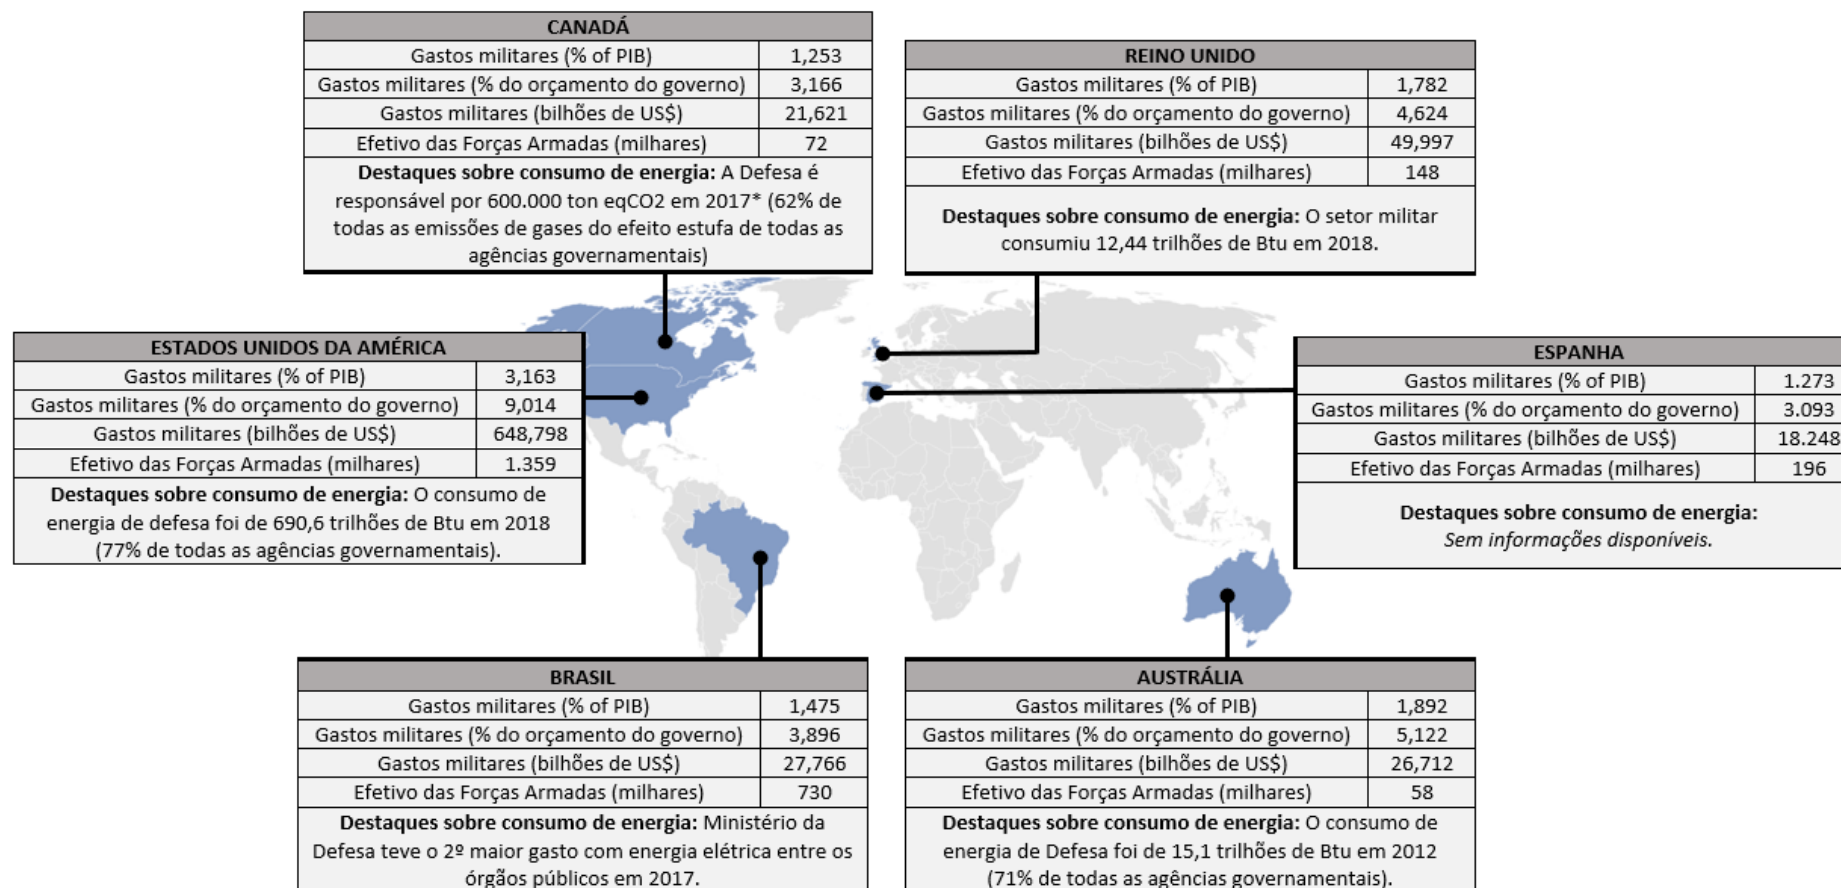 CANADÁ
Gastos militares (% of PIB) 1,253
Gastos militares (% do orçamento do governo) 3,166
Gastos militares (bilhões de US$) 21,621
Efetivo das Forças Armadas (milhares) 72
Destaques sobre consumo de energia: A Defesa é
responsável por 600.000 ton eqCO2 em 2017* (62% de
todas as emissões de gases do efeito estufa de todas as
agências governamentais)
REINO UNIDO
Gastos militares (% of PIB) 1,782
Gastos militares (% do orçamento do governo) 4,624
Gastos militares (bilhões de US$) 49,997
Efetivo das Forças Armadas (milhares) 148
Destaques sobre consumo de energia: O setor militar
consumiu 12,44 trilhões de Btu em 2018.
ESTADOS UNIDOS DA AMÉRICA
Gastos militares (% of PIB) 3,163
Gastos militares (% do orçamento do governo) 9,014
Gastos militares (bilhões de US$) 648,798
Efetivo das Forças Armadas (milhares) 1.359
Destaques sobre consumo de energia: O consumo de
energia de defesa foi de 690,6 trilhões de Btu em 2018
(77% de todas as agências governamentais).
ESPANHA
Gastos militares (% of PIB) 1.273
Gastos militares (% do orçamento do governo) 3.093
Gastos militares (bilhões de US$) 18.248
Efetivo das Forças Armadas (milhares) 196
Destaques sobre consumo de energia:
Sem informações disponíveis.
BRASIL
Gastos militares (% of PIB) 1,475
Gastos militares (% do orçamento do governo) 3,896
Gastos militares (bilhões de US$) 27,766
Efetivo das Forças Armadas (milhares) 730
Destaques sobre consumo de energia: Ministério da
Defesa teve o 2º maior gasto com energia elétrica entre os
órgãos públicos em 2017.
AUSTRÁLIA
Gastos militares (% of PIB) 1,892
Gastos militares (% do orçamento do governo) 5,122
Gastos militares (bilhões de US$) 26,712
Efetivo das Forças Armadas (milhares) 58
Destaques sobre consumo de energia: O consumo de
energia de Defesa foi de 15,1 trilhões de Btu em 2012
(71% de todas as agências governamentais).